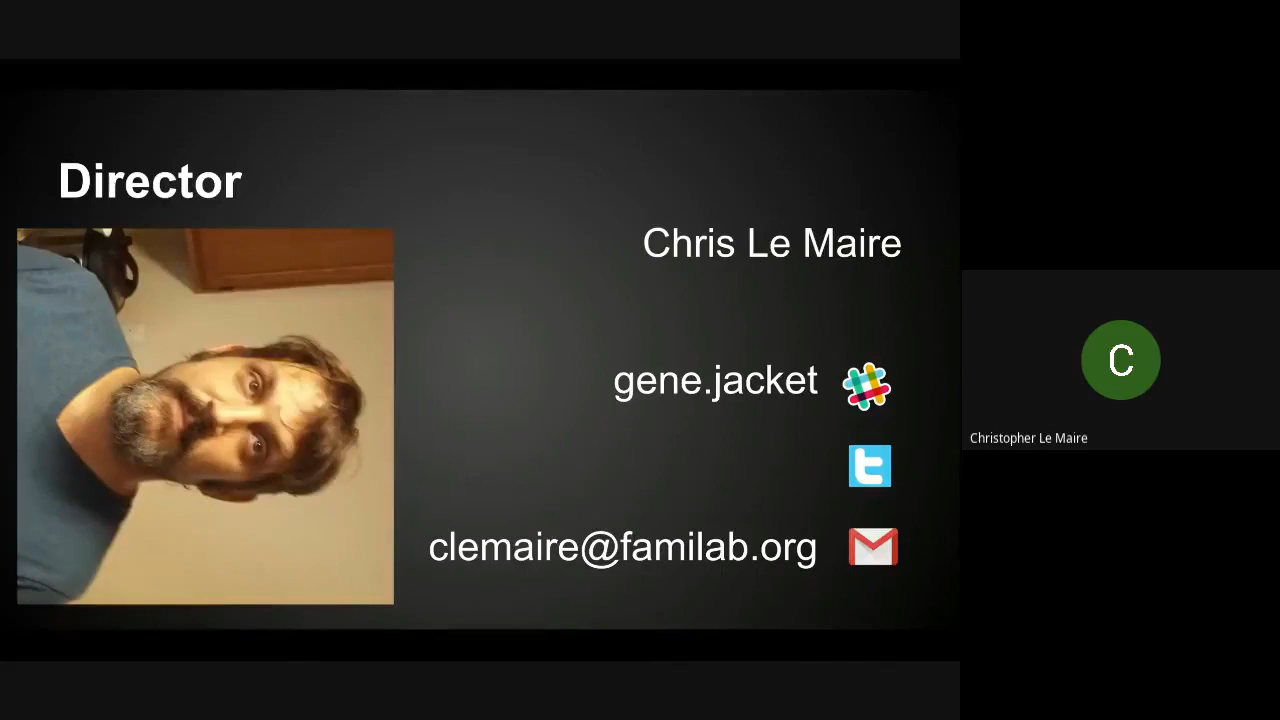 Director
Chris Le Maire
gene.jacket
clemaire@familab.org
C
Christopher Le Maire